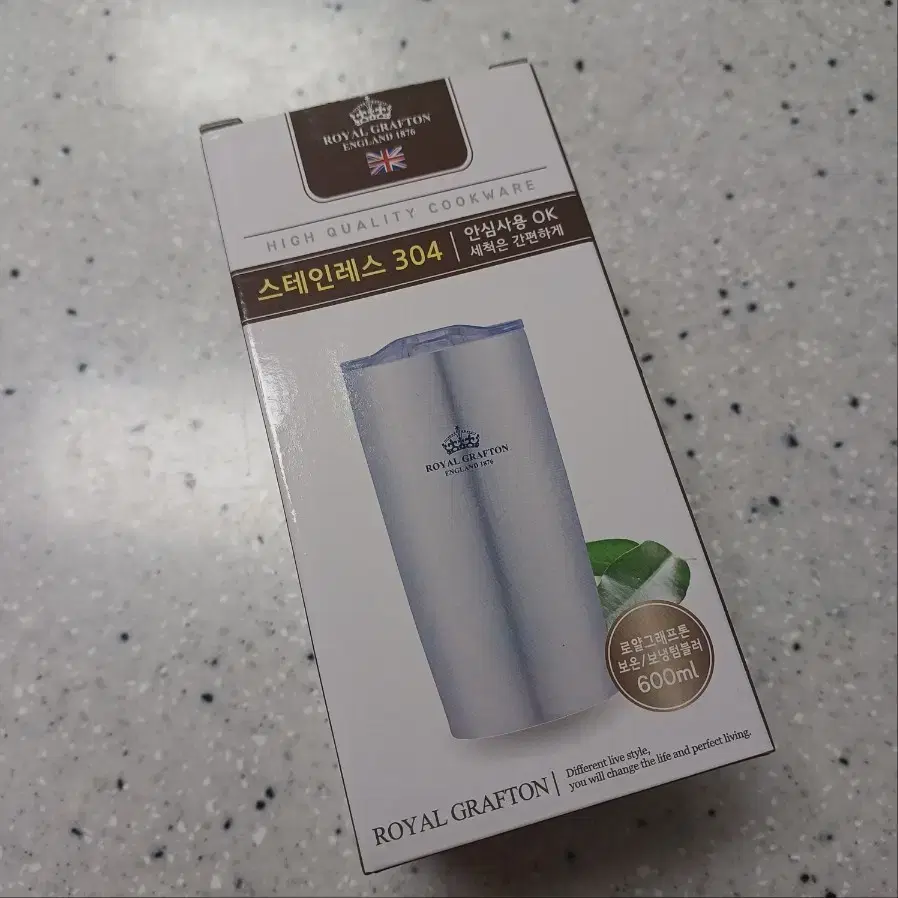 ROYAL GRAFTON
ENGLAND 1876
HIGH QUALITY COOKWARE
스테인레스 304
안심사용 OK
세척은 간편하게
ROYAL GRAFTON
ENGLAND 1876
로얄그래프톤
보온/보냉텀블러
600ml
ROYAL GRAFTON
Different live style,
you will change the life and perfect living.